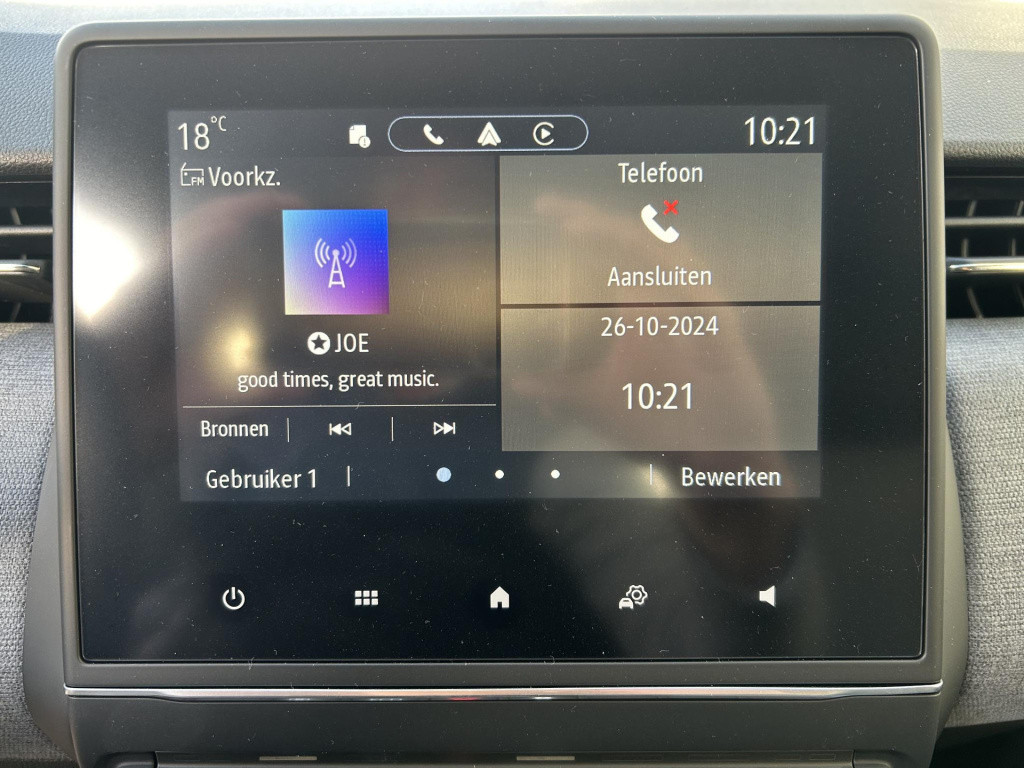 18°C
10:21
FM Voorkz.
JOE
good times, great music.
Bronnen
Telefoon
Aansluiten
26-10-2024
10:21
Gebruiker 1
Bewerken